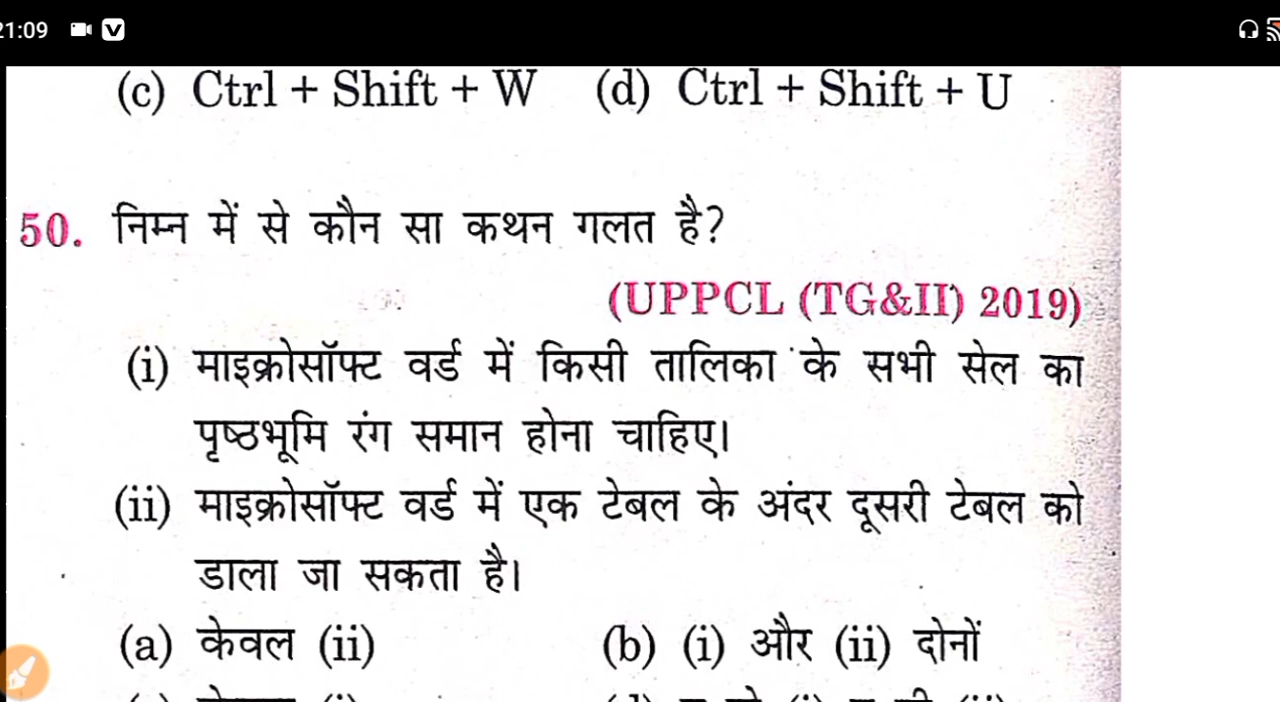 21:09
(c) Ctrl + Shift + W (d) Ctrl + Shift + U
50. निम्न में से कौन सा कथन गलत है?
(UPPCL (TG&II) 2019)
(i) माइक्रोसॉफ्ट वर्ड में किसी तालिका के सभी सेल का
पृष्ठभूमि रंग समान होना चाहिए।
(ii) माइक्रोसॉफ्ट वर्ड में एक टेबल के अंदर दूसरी टेबल को
डाला जा सकता है।
(a) केवल (ii) (b) (i) और (ii) दोनों